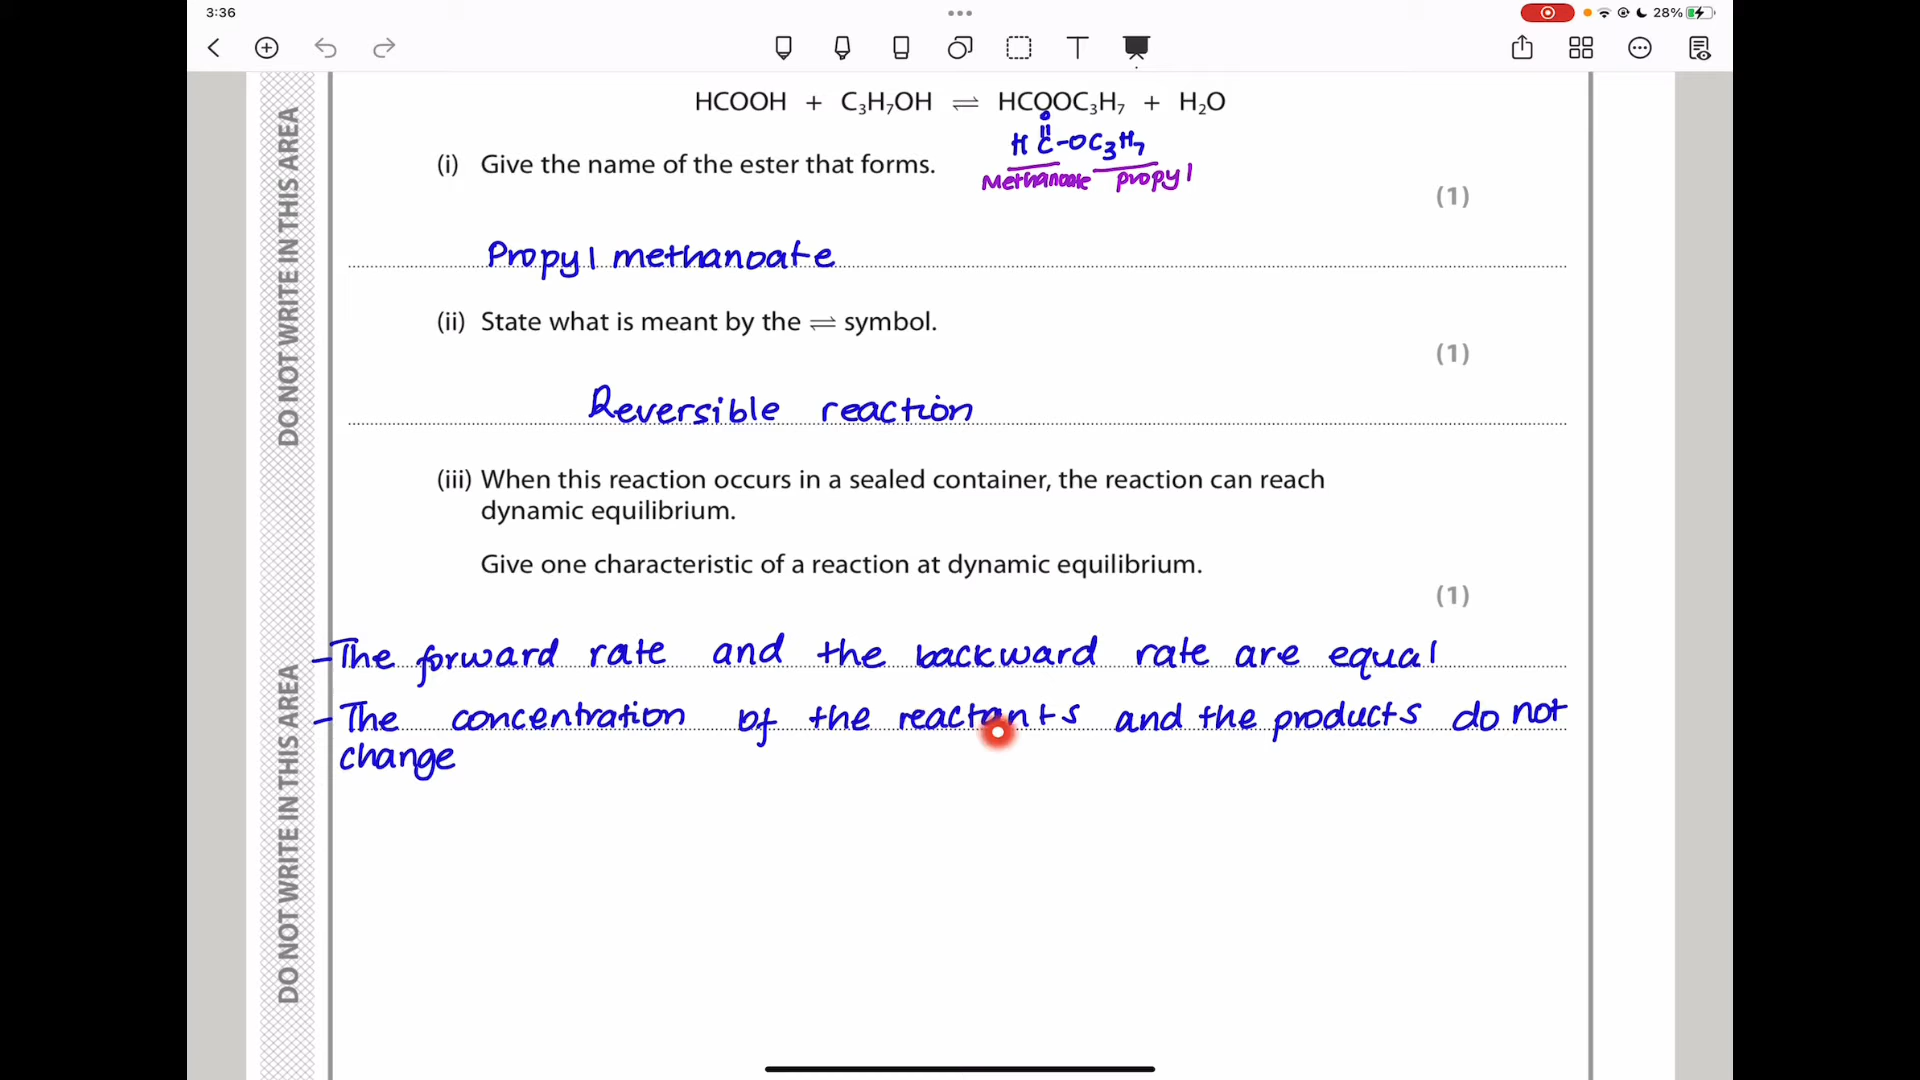 3:36
28%
HCOOH + C₃H₇OH ⇌ HCOOC₃H₇ + H₂O
O
H C-OC₃H₇
(i) Give the name of the ester that forms.
Methanoate propyl
(1)
Propyl methanoate
(ii) State what is meant by the ⇌ symbol.
(1)
Reversible reaction
(iii) When this reaction occurs in a sealed container, the reaction can reach
dynamic equilibrium.
Give one characteristic of a reaction at dynamic equilibrium.
(1)
-The forward rate and the backward rate are equal
-The concentration of the reactants and the products do not
change
DO NOT WRITE IN THIS AREA
DO NOT WRITE IN THIS AREA